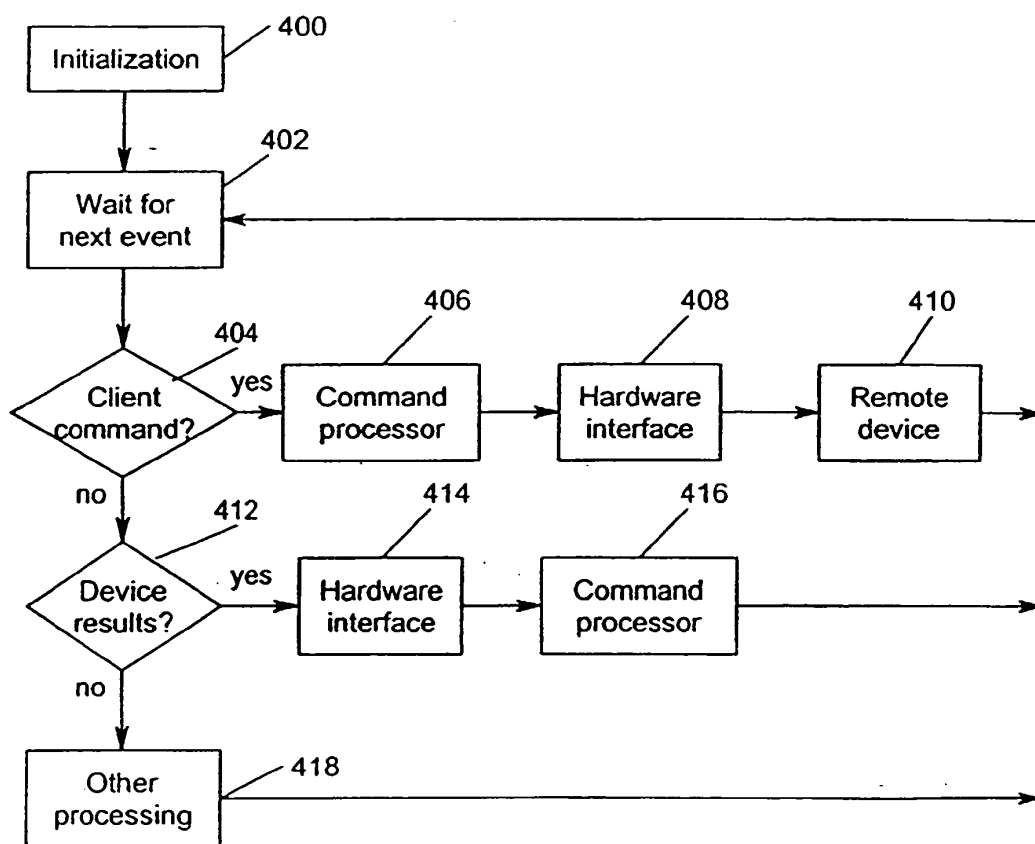 400
Initialization
402
Wait for
next event
404
Client
command?
yes
406
Command
processor
408
Hardware
interface
410
Remote
device
no
412
Device
results?
yes
414
Hardware
interface
416
Command
processor
no
418
Other
processing